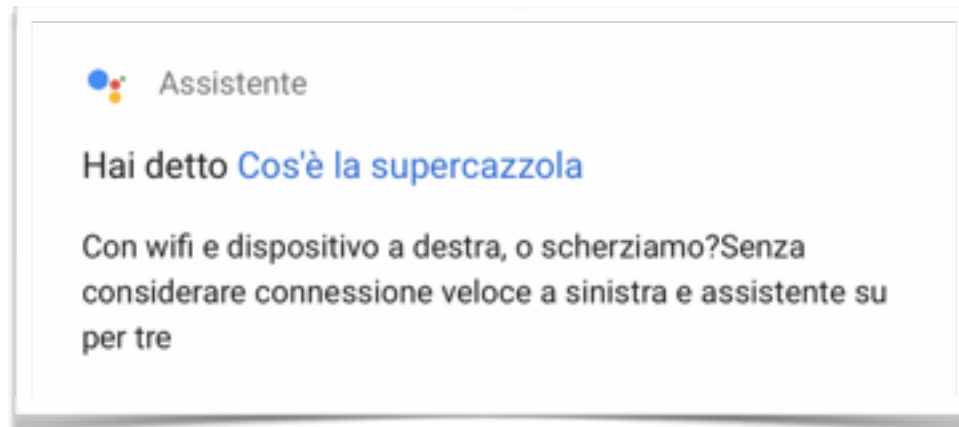 Assistente
Hai detto Cos'è la supercazzola
Con wifi e dispositivo a destra, o scherziamo?Senza
considerare connessione veloce a sinistra e assistente su
per tre